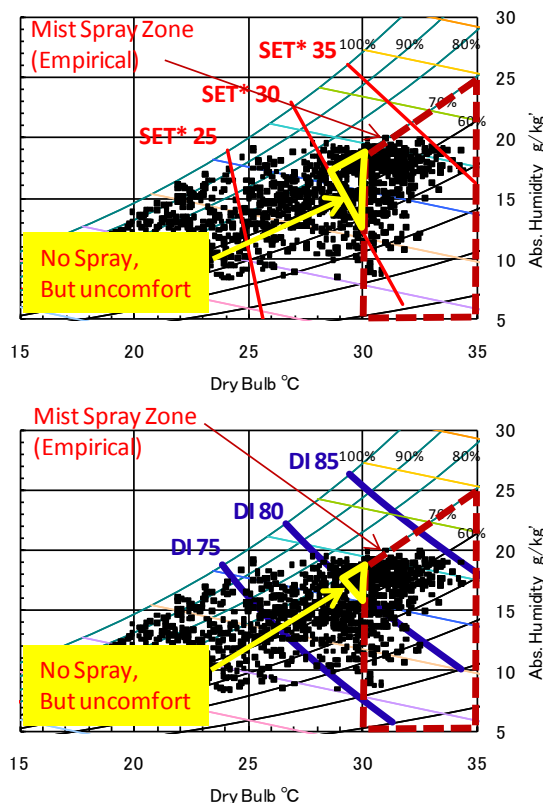 Mist Spray Zone
(Empirical)
SET* 35
SET* 30
SET* 25
100%
90%
80%
70%
60%
30
25
20
15
10
5
Abs. Humidity g/kg'
No Spray,
But uncomfort
15
20
25
30
35
Dry Bulb °C
Mist Spray Zone
(Empirical)
DI 85
DI 80
DI 75
100%
90%
80%
70%
60%
30
25
20
15
10
5
Abs. Humidity g/kg'
No Spray,
But uncomfort
15
20
25
30
35
Dry Bulb °C